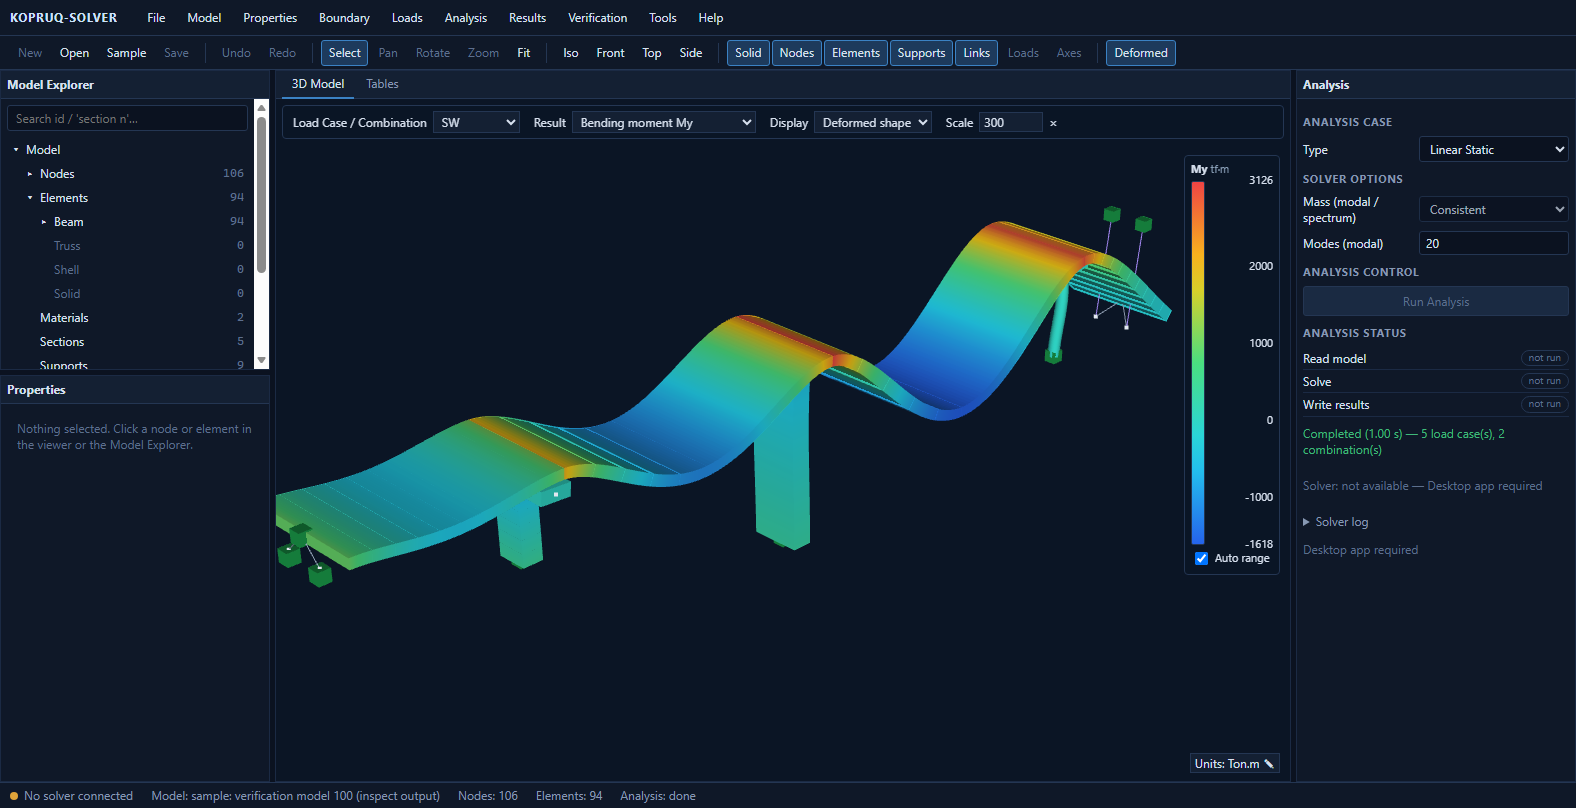 KOPRUQ-SOLVER File Model Properties Boundary Loads Analysis Results Verification Tools Help
New Open Sample Save Undo Redo Select Pan Rotate Zoom Fit Iso Front Top Side Solid Nodes Elements Supports Links Loads Axes Deformed
Model Explorer
Search id / 'section n'...
Model
Nodes 106
Elements 94
Beam 94
Truss 0
Shell 0
Solid 0
Materials 2
Sections 5
Supports 9
Properties
Nothing selected. Click a node or element in
the viewer or the Model Explorer.
3D Model Tables
Load Case / Combination SW Result Bending moment My Display Deformed shape Scale 300 ×
My tf·m
3126
2000
1000
0
-1000
-1618
Auto range
Units: Ton.m
Analysis
ANALYSIS CASE
Type Linear Static
SOLVER OPTIONS
Mass (modal /
spectrum) Consistent
Modes (modal) 20
ANALYSIS CONTROL
Run Analysis
ANALYSIS STATUS
Read model not run
Solve not run
Write results not run
Completed (1.00 s) — 5 load case(s), 2
combination(s)
Solver: not available — Desktop app required
Solver log
Desktop app required
No solver connected Model: sample: verification model 100 (inspect output) Nodes: 106 Elements: 94 Analysis: done